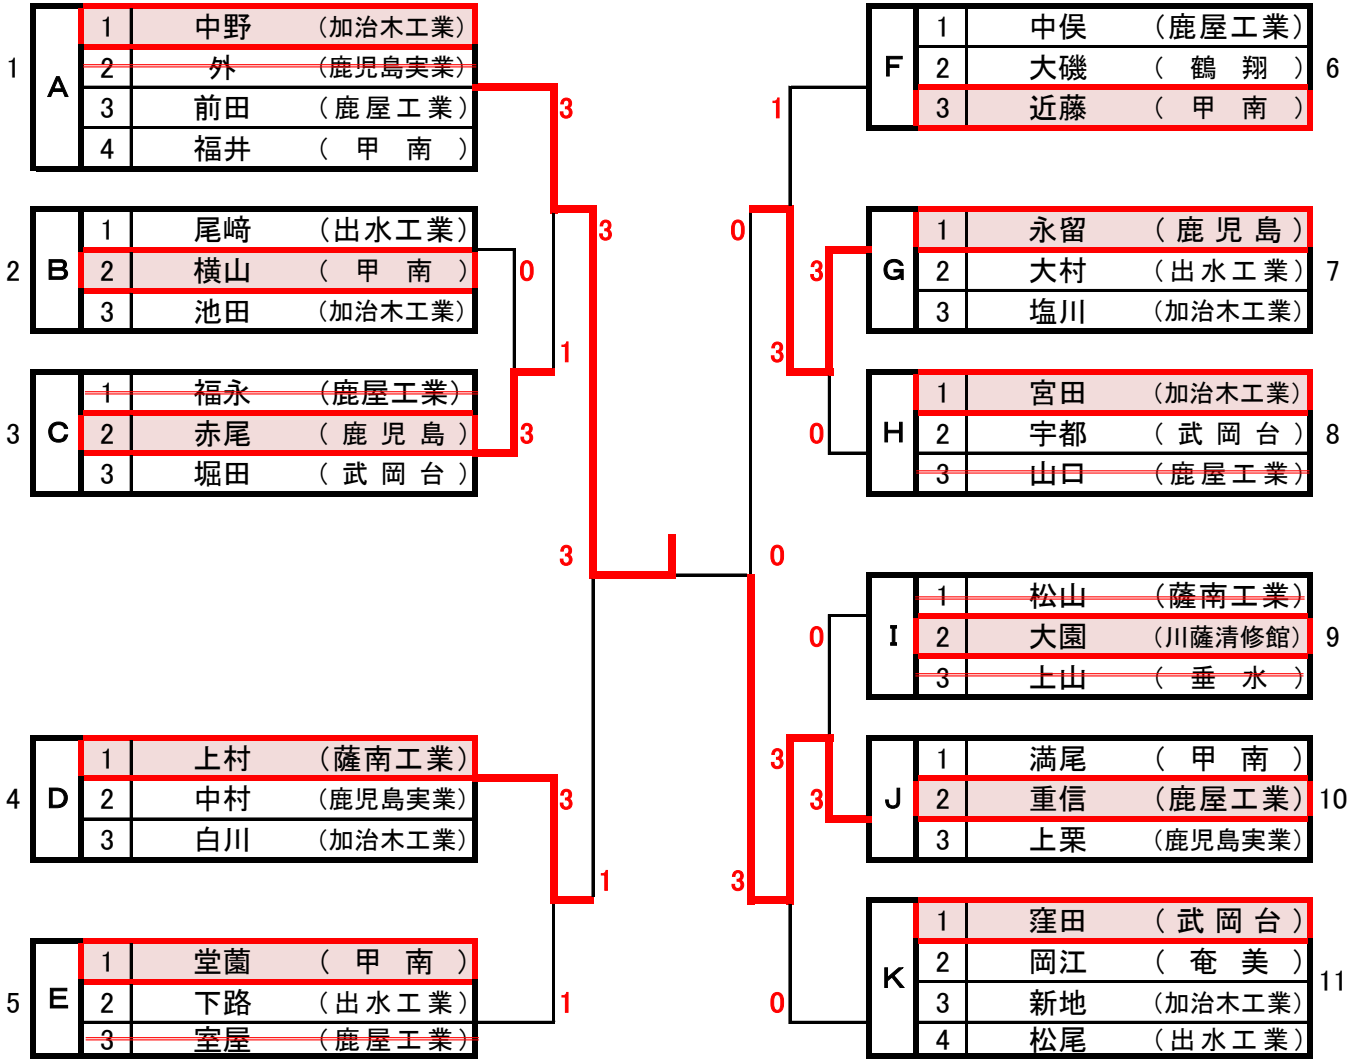 1 A
1 中野 (加治木工業)
2 外 (鹿児島実業)
3 前田 (鹿屋工業)
4 福井 (甲南)
3
2 B
1 尾﨑 (出水工業)
2 横山 (甲南)
3 池田 (加治木工業)
0
3
1
3 C
1 福永 (鹿屋工業)
2 赤尾 (鹿児島)
3 堀田 (武岡台)
3
3
4 D
1 上村 (薩南工業)
2 中村 (鹿児島実業)
3 白川 (加治木工業)
3
1
5 E
1 堂薗 (甲南)
2 下路 (出水工業)
3 室屋 (鹿屋工業)
1
F 6
1 中俣 (鹿屋工業)
2 大磯 (鶴翔)
3 近藤 (甲南)
1
0
G 7
1 永留 (鹿児島)
2 大村 (出水工業)
3 塩川 (加治木工業)
3
3
H 8
1 宮田 (加治木工業)
2 宇都 (武岡台)
3 山口 (鹿屋工業)
0
0
I 9
1 松山 (薩南工業)
2 大園 (川薩清修館)
3 上山 (垂水)
0
3
J 10
1 満尾 (甲南)
2 重信 (鹿屋工業)
3 上栗 (鹿児島実業)
3
3
K 11
1 窪田 (武岡台)
2 岡江 (奄美)
3 新地 (加治木工業)
4 松尾 (出水工業)
0